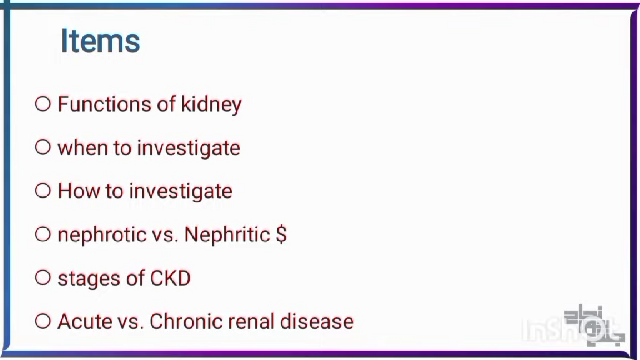 Items
Functions of kidney
when to investigate
How to investigate
nephrotic vs. Nephritic $
stages of CKD
Acute vs. Chronic renal disease
InShot